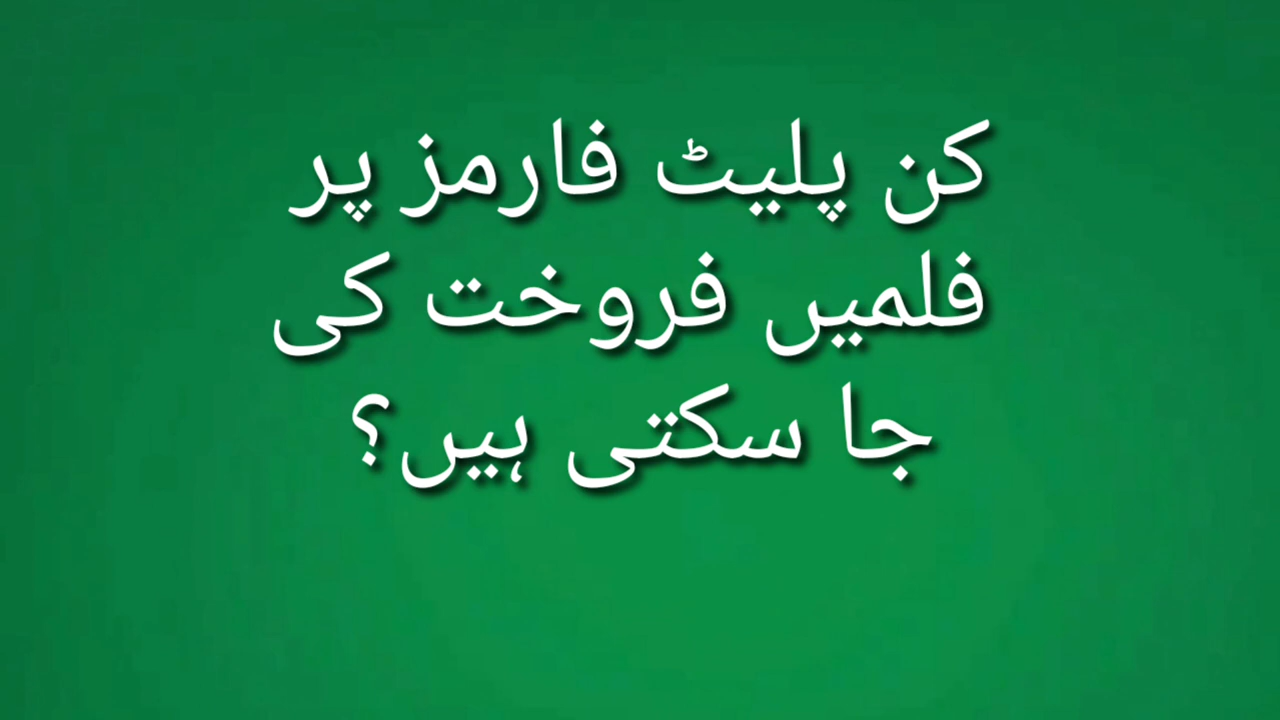 کن پلیٹ فارمز پر
فلمیں فروخت کی
جا سکتی ہیں؟